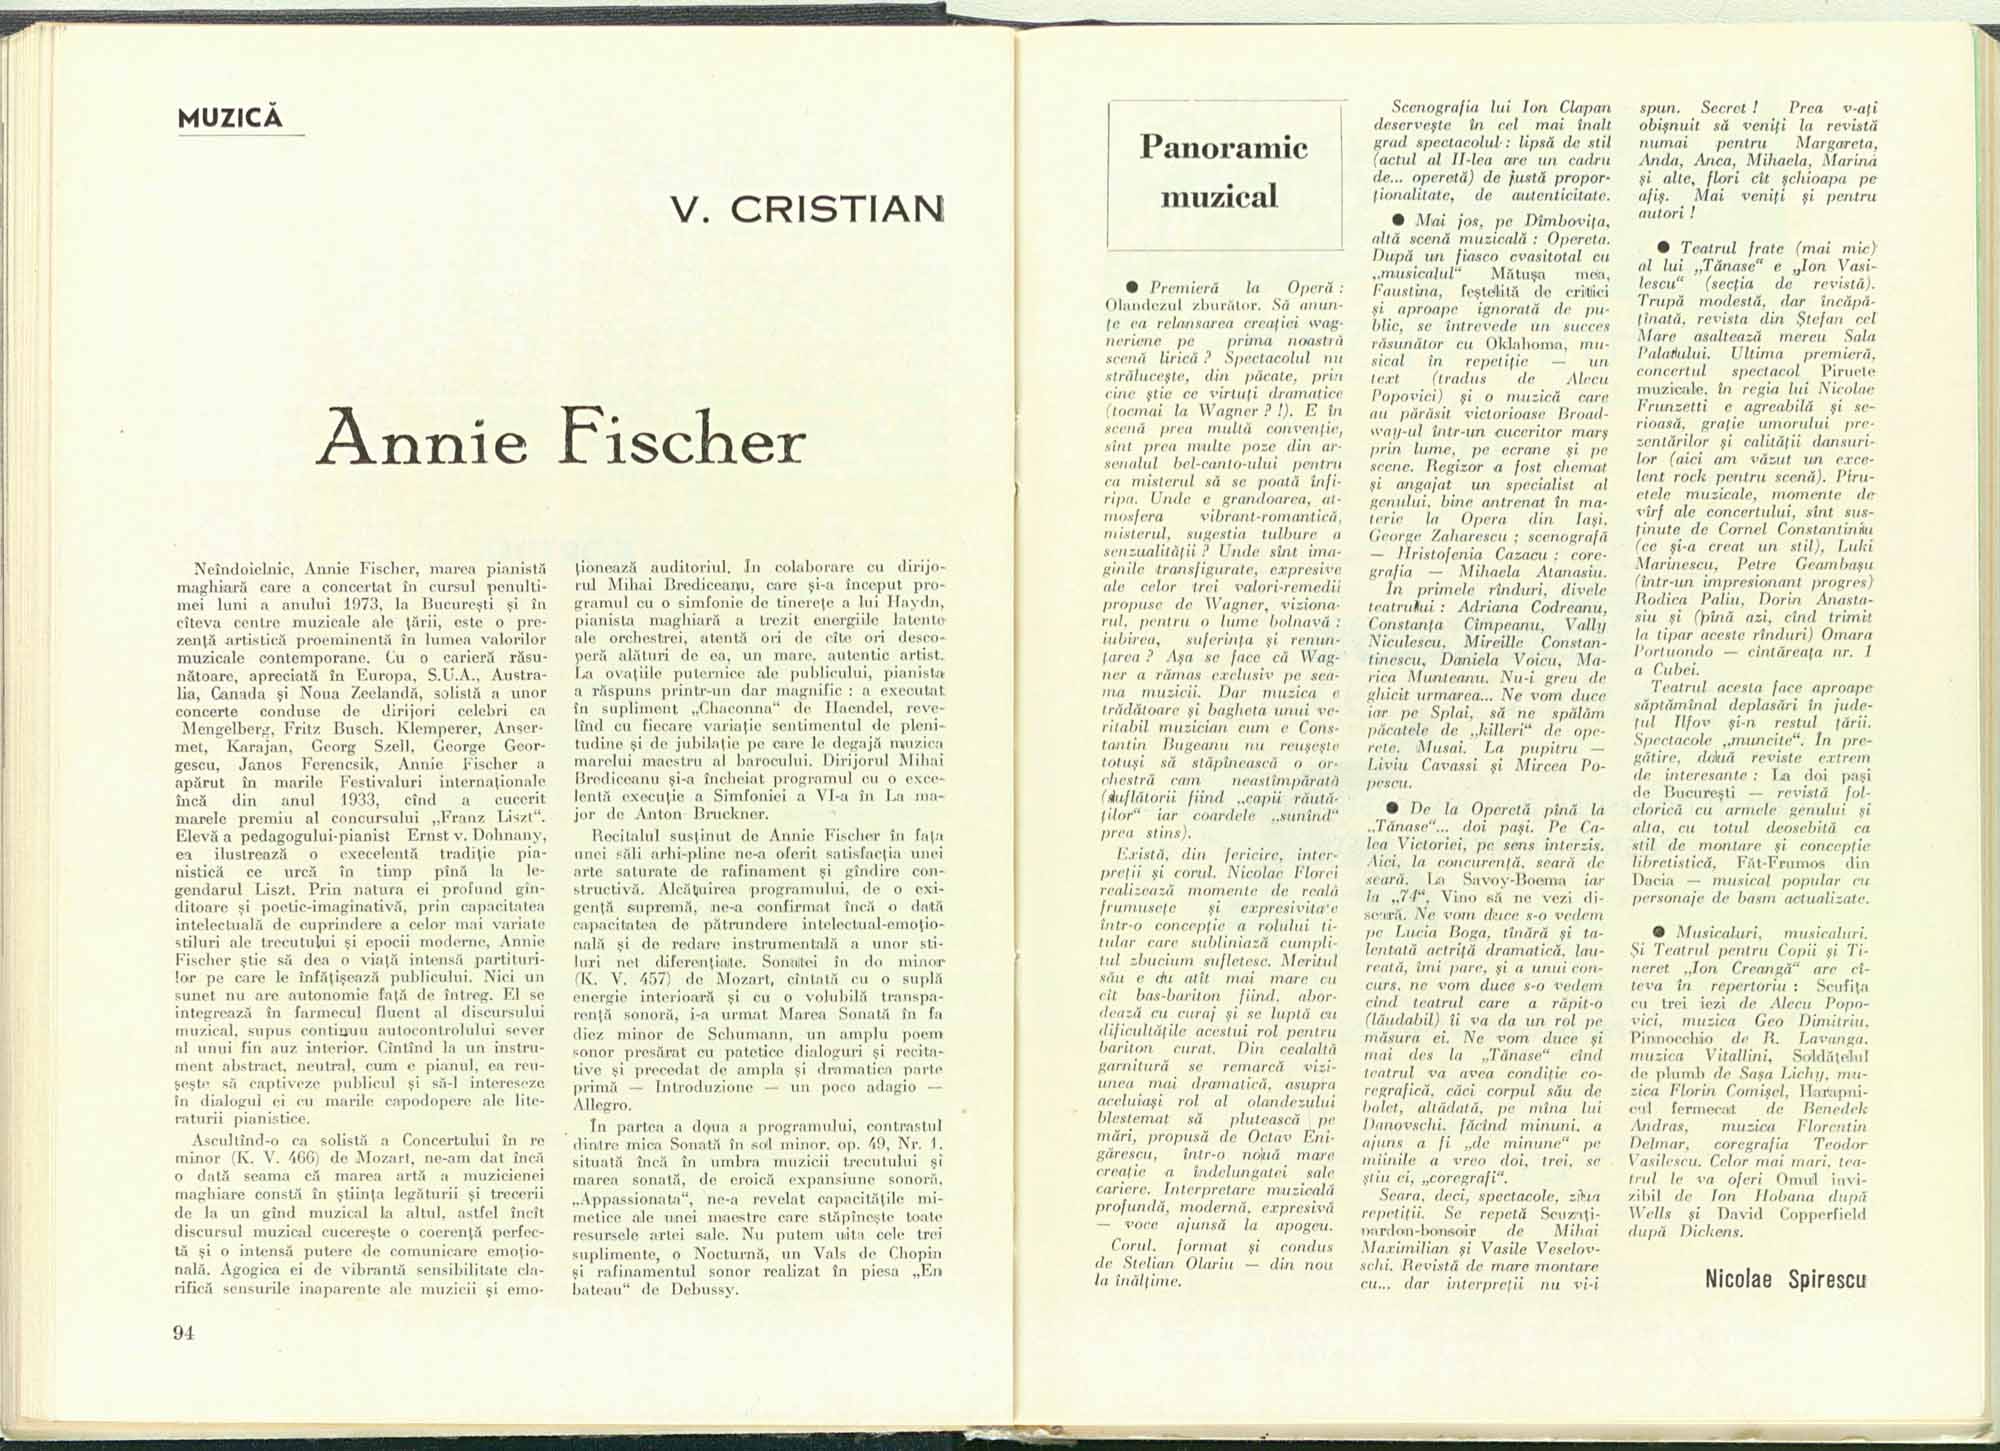 MUZICĂ
V. CRISTIAN
Annie Fischer
Neîndoielnic, Annie Fischer, marea pianistă
maghiară care a concertat în cursul penulti-
mei luni a anului 1973, la București și în
cîteva centre muzicale ale țării, este o pre-
zență artistică proeminentă în lumea valorilor
muzicale contemporane. Cu o carieră răsu-
nătoare, apreciată în Europa, S.U.A., Austra-
lia, Canada și Noua Zeelandă, solistă a unor
concerte conduse de dirijori celebri ca
Mengelberg, Fritz Busch, Klemperer, Anser-
met, Karajan, Georg Szell, George Geor-
gescu, Janos Ferencsik, Annie Fischer a
apărut în marile Festivaluri internaționale
încă din anul 1933, cînd a cucerit
marele premiu al concursului „Franz Liszt“.
Elevă a pedagogului-pianist Ernst v. Dohnany,
ea ilustrează o execelentă tradiție pia-
nistică ce urcă în timp pînă la le-
gendarul Liszt. Prin natura ei profund gîn-
ditoare și poetic-imaginativă, prin capacitatea
intelectuală de cuprindere a celor mai variate
stiluri ale trecutului și epocii moderne, Annie
Fischer știe să dea o viață intensă partituri-
lor pe care le înfățișează publicului. Nici un
sunet nu are autonomie față de întreg. El se
integrează în farmecul fluent al discursului
muzical, supus continuu autocontrolului sever
al unui fin auz interior. Cîntînd la un instru-
ment abstract, neutral, cum e pianul, ea reu-
șește să captiveze publicul și să-l intereseze
în dialogul ei cu marile capodopere ale lite-
raturii pianistice.
Ascultînd-o ca solistă a Concertului în re
minor (K. V. 466) de Mozart, ne-am dat încă
o dată seama că marea artă a muzicienei
maghiare constă în știința legăturii și trecerii
de la un gînd muzical la altul, astfel încît
discursul muzical cucerește o coerență perfec-
tă și o intensă putere de comunicare emoțio-
nală. Agogica ei de vibrantă sensibilitate cla-
rifică sensurile inaparente ale muzicii și emo-
ționează auditoriul. In colaborare cu dirijo-
rul Mihai Brediceanu, care și-a început pro-
gramul cu o simfonie de tinerețe a lui Haydn,
pianista maghiară a trezit energiile latente
ale orchestrei, atentă ori de cîte ori desco-
peră alături de ea, un mare, autentic artist.
La ovațiile puternice ale publicului, pianista
a răspuns printr-un dar magnific : a executat
în supliment „Chaconna“ de Haendel, reve-
lînd cu fiecare variație sentimentul de pleni-
tudine și de jubilație pe care le degajă muzica
marelui maestru al barocului. Dirijorul Mihai
Brediceanu și-a încheiat programul cu o exce-
lentă execuție a Simfoniei a VI-a în La ma-
jor de Anton Bruckner.
Recitalul susținut de Annie Fischer în fața
unei săli arhi-pline ne-a oferit satisfacția unei
arte saturate de rafinament și gîndire con-
structivă. Alcătuirea programului, de o exi-
gență supremă, ne-a confirmat încă o dată
capacitatea de pătrundere intelectual-emoțio-
nală și de redare instrumentală a unor sti-
luri net diferențiate. Sonatei în do minor
(K. V. 457) de Mozart, cîntată cu o suplă
energie interioară și cu o volubilă transpa-
rență sonoră, i-a urmat Marea Sonată în fa
diez minor de Schumann, un amplu poem
sonor presărat cu patetice dialoguri și recita-
tive și precedat de ampla și dramatica parte
primă — Introduzione — un poco adagio —
Allegro.
In partea a doua a programului, contrastul
dintre mica Sonată în sol minor, op. 49, Nr. 1.
situată încă în umbra muzicii trecutului și
marea sonată, de eroică expansiune sonoră,
„Appassionata“, ne-a revelat capacitățile mi-
metice ale unei maestre care stăpînește toate
resursele artei sale. Nu putem uita cele trei
suplimente, o Nocturnă, un Vals de Chopin
și rafinamentul sonor realizat în piesa „En
bateau“ de Debussy.
94
Panoramic
muzical
● Premieră la Operă :
Olandezul zburător. Să anun-
țe ea relansarea creației wag-
neriene pe prima noastră
scenă lirică ? Spectacolul nu
strălucește, din păcate, prin
cine știe ce virtuți dramatice
(tocmai la Wagner ? !). E în
scenă prea multă convenție,
sînt prea multe poze din ar-
senalul bel-canto-ului pentru
ca misterul să se poată înfi-
ripa. Unde e grandoarea, at-
mosfera vibrant-romantică,
misterul, sugestia tulbure a
senzualității ? Unde sînt ima-
ginile transfigurate, expresive
ale celor trei valori-remedii
propuse de Wagner, viziona-
rul, pentru o lume bolnavă :
iubirea, suferința și renun-
țarea ? Așa se face că Wag-
ner a rămas exclusiv pe sea-
ma muzicii. Dar muzica e
trădătoare și bagheta unui ve-
ritabil muzician cum e Cons-
tantin Bugeanu nu reușește
totuși să stăpînească o or-
chestră cam neastîmpărată
(suflătorii fiind „capii răută-
ților“ iar coardele „sunînd“
prea stins).
Există, din fericire, inter-
preții și corul. Nicolae Florei
realizează momente de reală
frumusețe și expresivitate
într-o concepție a rolului ti-
tular care subliniază cumpli-
tul zbucium sufletesc. Meritul
său e cu atît mai mare cu
cît bas-bariton fiind, abor-
dează cu curaj și se luptă cu
dificultățile acestui rol pentru
bariton curat. Din cealaltă
garnitură se remarcă vizi-
unea mai dramatică, asupra
aceluiași rol al olandezului
blestemat să plutească pe
mări, propusă de Octav Eni-
gărescu, într-o nouă mare
creație a îndelungatei sale
cariere. Interpretare muzicală
profundă, modernă, expresivă
— voce ajunsă la apogeu.
Corul, format și condus
de Stelian Olariu — din nou
la înălțime.
Scenografia lui Ion Clapan
deservește în cel mai înalt
grad spectacolul : lipsă de stil
(actul al II-lea are un cadru
de... operetă) de justă propor-
ționalitate, de autenticitate.
● Mai jos, pe Dîmbovița,
altă scenă muzicală : Opereta.
După un fiasco cvasitotal cu
„musicalul“ Mătușa mea,
Faustina, feștelită de critici
și aproape ignorată de pu-
blic, se întrevede un succes
răsunător cu Oklahoma, mu-
sical în repetiție — un
text (tradus de Alecu
Popovici) și o muzică care
au părăsit victorioase Broad-
way-ul într-un cuceritor marș
prin lume, pe ecrane și pe
scene. Regizor a fost chemat
și angajat un specialist al
genului, bine antrenat în ma-
terie la Opera din Iași,
George Zaharescu ; scenografă
— Hristofenia Cazacu ; core-
grafia — Mihaela Atanasiu.
In primele rînduri, divele
teatrului : Adriana Codreanu,
Constanța Cîmpeanu, Vally
Niculescu, Mireille Constan-
tinescu, Daniela Voicu, Ma-
rica Munteanu. Nu-i greu de
ghicit urmarea... Ne vom duce
iar pe Splai, să ne spălăm
păcatele de „killeri“ de ope-
rete. Musai. La pupitru —
Liviu Cavassi și Mircea Po-
pescu.
● De la Operetă pînă la
„Tănase“... doi pași. Pe Ca-
lea Victoriei, pe sens interzis.
Aici, la concurență, seară de
seară, La Savoy-Boema iar
la „74“, Vino să ne vezi di-
seară. Ne vom duce s-o vedem
pe Lucia Boga, tînără și ta-
lentată actriță dramatică, lau-
reată, îmi pare, și a unui con-
curs, ne vom duce s-o vedem
cînd teatrul care a răpit-o
(lăudabil) îi va da un rol pe
măsura ei. Ne vom duce și
mai des la „Tănase“ cînd
teatrul va avea condiție co-
regrafică, căci corpul său de
balet, altădată, pe mîna lui
Danovschi, făcînd minuni, a
ajuns a fi „de minune“ pe
mîinile a vreo doi, trei, se
știu ei, „coregrafi“.
Seara, deci, spectacole, ziua
repetiții. Se repetă Scuzați-
pardon-bonsoir de Mihai
Maximilian și Vasile Veselov-
schi. Revistă de mare montare
cu... dar interpreții nu vi-i
spun. Secret ! Prea v-ați
obișnuit să veniți la revistă
numai pentru Margareta,
Anda, Anca, Mihaela, Marina
și alte, flori cît șchioapa pe
afiș. Mai veniți și pentru
autori !
● Teatrul frate (mai mic)
al lui „Tănase“ e „Ion Vasi-
lescu“ (secția de revistă).
Trupă modestă, dar încăpă-
țînată, revista din Ștefan cel
Mare asaltează mereu Sala
Palatului. Ultima premieră,
concertul spectacol Piruete
muzicale, în regia lui Nicolae
Frunzetti e agreabilă și se-
rioasă, grație umorului pre-
zentărilor și calității dansuri-
lor (aici am văzut un exce-
lent rock pentru scenă). Piru-
etele muzicale, momente de
vîrf ale concertului, sînt sus-
ținute de Cornel Constantiniu
(ce și-a creat un stil), Luki
Marinescu, Petre Geambașu
(într-un impresionant progres)
Rodica Paliu, Dorin Anasta-
siu și (pînă azi, cînd trimit
la tipar aceste rînduri) Omara
Portuondo — cîntăreața nr. 1
a Cubei.
Teatrul acesta face aproape
săptămînal deplasări în jude-
țul Ilfov și-n restul țării.
Spectacole „muncite“. In pre-
gătire, două reviste extrem
de interesante : La doi pași
de București — revistă fol-
clorică cu armele genului și
alta, cu totul deosebită ca
stil de montare și concepție
libretistică, Făt-Frumos din
Dacia — musical popular cu
personaje de basm actualizate.
● Musicaluri, musicaluri.
Și Teatrul pentru Copii și Ti-
neret „Ion Creangă“ are cî-
teva în repertoriu : Scufița
cu trei iezi de Alecu Popo-
vici, muzica Geo Dimitriu,
Pinnocchio de R. Lavanga,
muzica Vitallini, Soldățelul
de plumb de Sașa Lichy, mu-
zica Florin Comișel, Harapni-
cul fermecat de Benedek
Andras, muzica Florentin
Delmar, coregrafia Teodor
Vasilescu. Celor mai mari, tea-
trul le va oferi Omul invi-
zibil de Ion Hobana după
Wells și David Copperfield
după Dickens.
Nicolae Spirescu